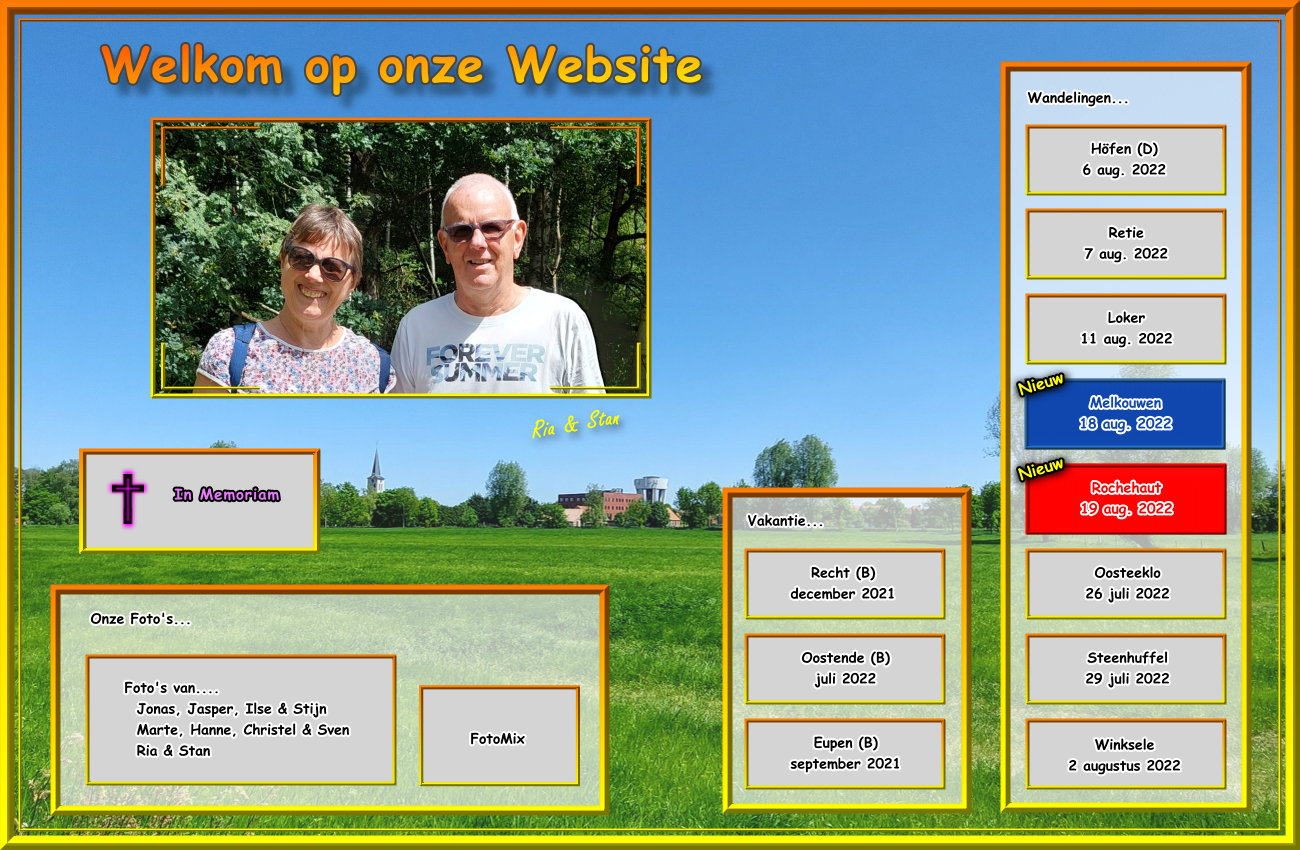 Welkom op onze Website
FOREVER
SUMMER
Ria & Stan
In Memoriam
Onze Foto's...
Foto's van....
Jonas, Jasper, Ilse & Stijn
Marte, Hanne, Christel & Sven
Ria & Stan
FotoMix
Vakantie...
Recht (B)
december 2021
Oostende (B)
juli 2022
Eupen (B)
september 2021
Wandelingen...
Höfen (D)
6 aug. 2022
Retie
7 aug. 2022
Loker
11 aug. 2022
Nieuw
Melkouwen
18 aug. 2022
Nieuw
Rochehaut
19 aug. 2022
Oosteeklo
26 juli 2022
Steenhuffel
29 juli 2022
Winksele
2 augustus 2022